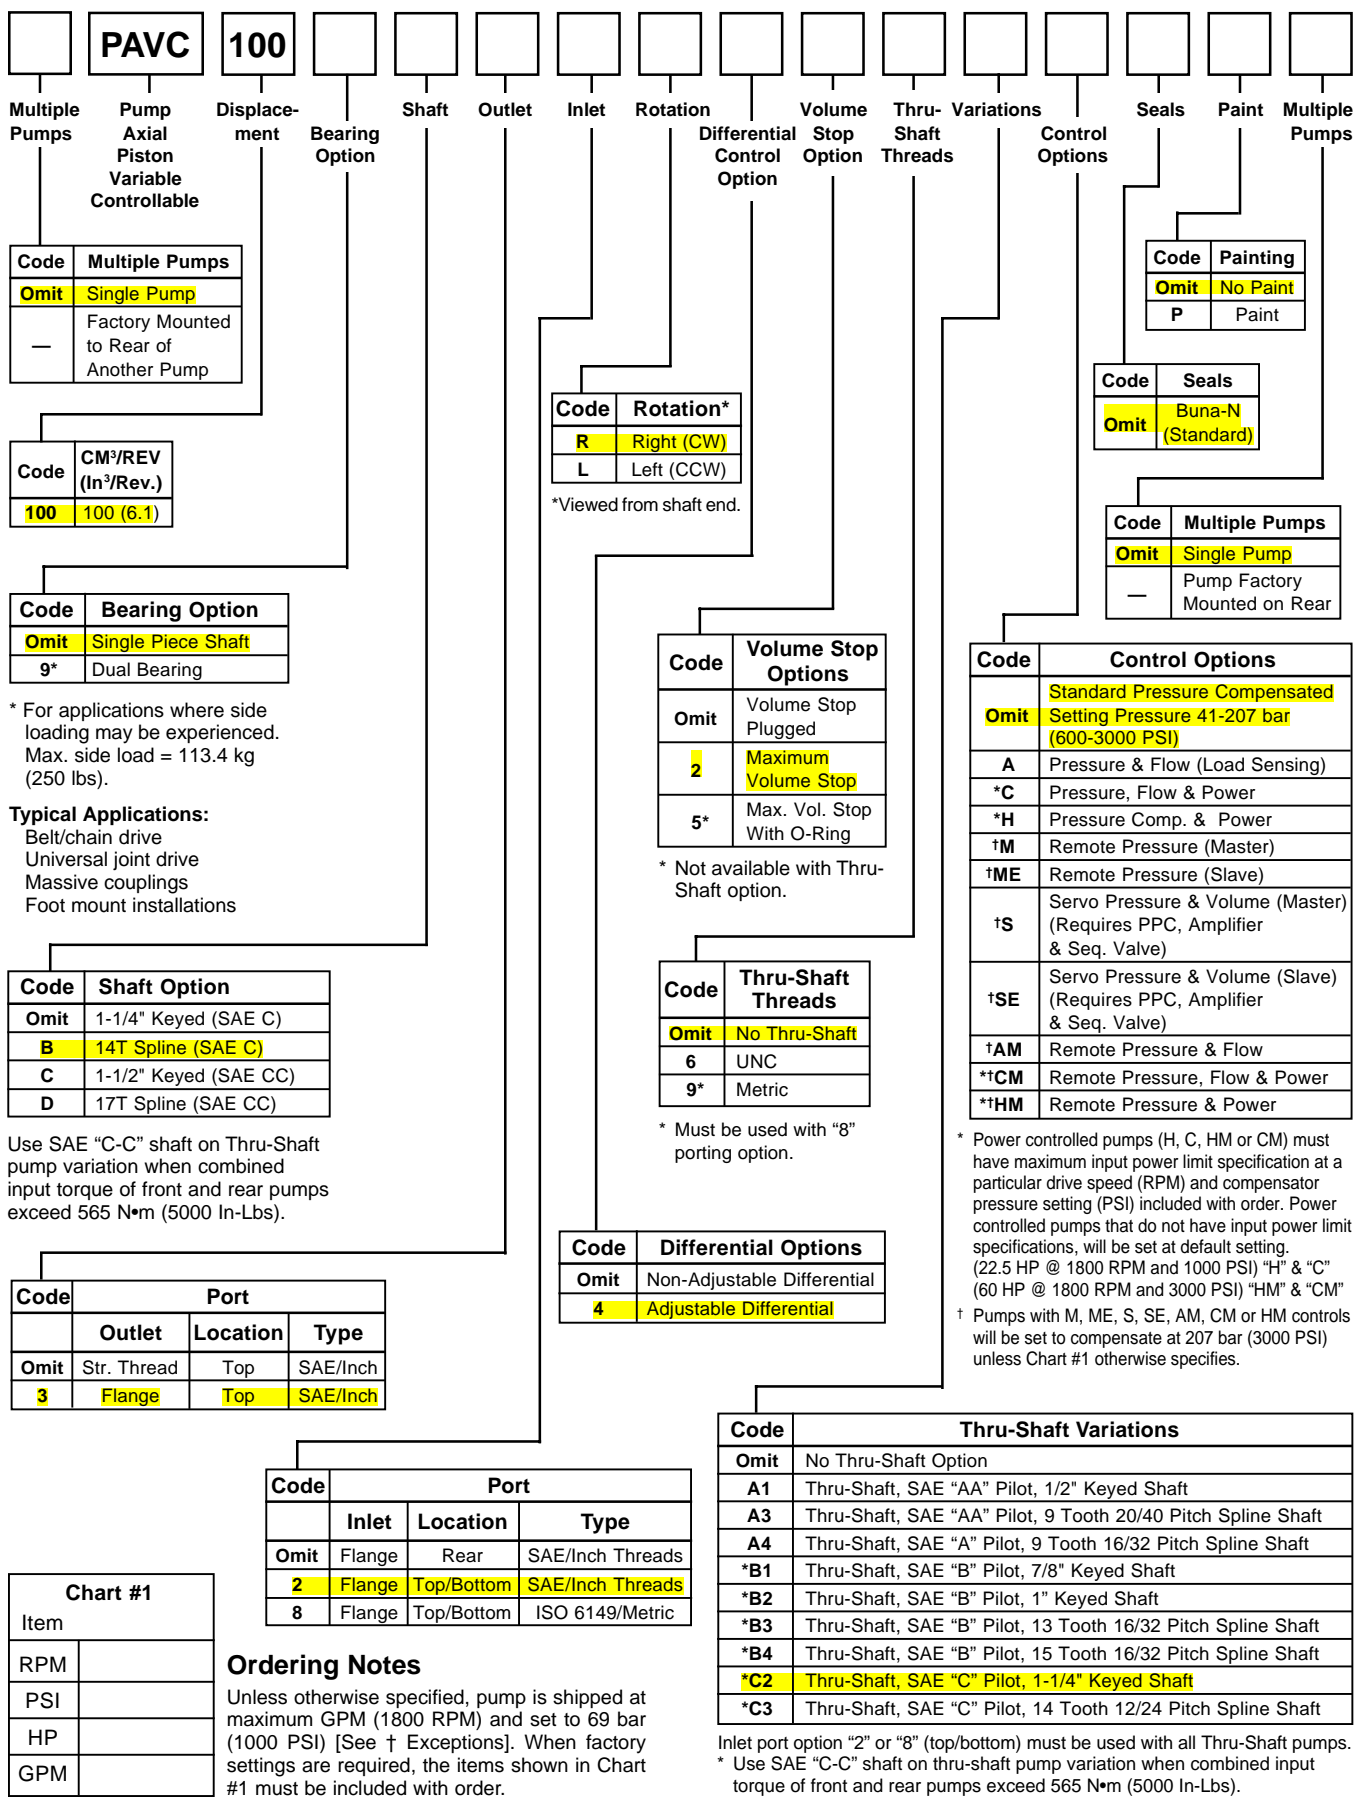 PAVC 100
Multiple Pumps
Pump Axial Piston Variable Controllable
Displace-ment
Bearing Option
Shaft
Outlet
Inlet
Rotation
Differential Control Option
Volume Stop Option
Thru-Shaft Threads
Variations
Control Options
Seals
Paint
Multiple Pumps
Code Multiple Pumps
Omit Single Pump
— Factory Mounted
to Rear of
Another Pump
Code CM³/REV
(In³/Rev.)
100 100 (6.1)
Code Bearing Option
Omit Single Piece Shaft
9* Dual Bearing
* For applications where side
loading may be experienced.
Max. side load = 113.4 kg
(250 lbs).
Typical Applications:
Belt/chain drive
Universal joint drive
Massive couplings
Foot mount installations
Code Shaft Option
Omit 1-1/4" Keyed (SAE C)
B 14T Spline (SAE C)
C 1-1/2" Keyed (SAE CC)
D 17T Spline (SAE CC)
Use SAE “C-C” shaft on Thru-Shaft
pump variation when combined
input torque of front and rear pumps
exceed 565 N•m (5000 In-Lbs).
Code Port
Outlet Location Type
Omit Str. Thread Top SAE/Inch
3 Flange Top SAE/Inch
Code Port
Inlet Location Type
Omit Flange Rear SAE/Inch Threads
2 Flange Top/Bottom SAE/Inch Threads
8 Flange Top/Bottom ISO 6149/Metric
Code Rotation*
R Right (CW)
L Left (CCW)
*Viewed from shaft end.
Code Differential Options
Omit Non-Adjustable Differential
4 Adjustable Differential
Code Volume Stop
Options
Omit Volume Stop
Plugged
2 Maximum
Volume Stop
5* Max. Vol. Stop
With O-Ring
* Not available with Thru-
Shaft option.
Code Thru-Shaft
Threads
Omit No Thru-Shaft
6 UNC
9* Metric
* Must be used with “8”
porting option.
Code Painting
Omit No Paint
P Paint
Code Seals
Omit Buna-N
(Standard)
Code Multiple Pumps
Omit Single Pump
— Pump Factory
Mounted on Rear
Code Control Options
Omit Standard Pressure Compensated
Setting Pressure 41-207 bar
(600-3000 PSI)
A Pressure & Flow (Load Sensing)
*C Pressure, Flow & Power
*H Pressure Comp. & Power
†M Remote Pressure (Master)
†ME Remote Pressure (Slave)
†S Servo Pressure & Volume (Master)
(Requires PPC, Amplifier
& Seq. Valve)
†SE Servo Pressure & Volume (Slave)
(Requires PPC, Amplifier
& Seq. Valve)
†AM Remote Pressure & Flow
*†CM Remote Pressure, Flow & Power
*†HM Remote Pressure & Power
* Power controlled pumps (H, C, HM or CM) must
have maximum input power limit specification at a
particular drive speed (RPM) and compensator
pressure setting (PSI) included with order. Power
controlled pumps that do not have input power limit
specifications, will be set at default setting.
(22.5 HP @ 1800 RPM and 1000 PSI) “H” & “C”
(60 HP @ 1800 RPM and 3000 PSI) “HM” & “CM”
† Pumps with M, ME, S, SE, AM, CM or HM controls
will be set to compensate at 207 bar (3000 PSI)
unless Chart #1 otherwise specifies.
Code Thru-Shaft Variations
Omit No Thru-Shaft Option
A1 Thru-Shaft, SAE “AA” Pilot, 1/2" Keyed Shaft
A3 Thru-Shaft, SAE “AA” Pilot, 9 Tooth 20/40 Pitch Spline Shaft
A4 Thru-Shaft, SAE “A” Pilot, 9 Tooth 16/32 Pitch Spline Shaft
*B1 Thru-Shaft, SAE “B” Pilot, 7/8" Keyed Shaft
*B2 Thru-Shaft, SAE “B” Pilot, 1” Keyed Shaft
*B3 Thru-Shaft, SAE “B” Pilot, 13 Tooth 16/32 Pitch Spline Shaft
*B4 Thru-Shaft, SAE “B” Pilot, 15 Tooth 16/32 Pitch Spline Shaft
*C2 Thru-Shaft, SAE “C” Pilot, 1-1/4" Keyed Shaft
*C3 Thru-Shaft, SAE “C” Pilot, 14 Tooth 12/24 Pitch Spline Shaft
Inlet port option “2” or “8” (top/bottom) must be used with all Thru-Shaft pumps.
* Use SAE “C-C” shaft on thru-shaft pump variation when combined input
torque of front and rear pumps exceed 565 N•m (5000 In-Lbs).
Chart #1
Item
RPM
PSI
HP
GPM
Ordering Notes
Unless otherwise specified, pump is shipped at
maximum GPM (1800 RPM) and set to 69 bar
(1000 PSI) [See † Exceptions]. When factory
settings are required, the items shown in Chart
#1 must be included with order.